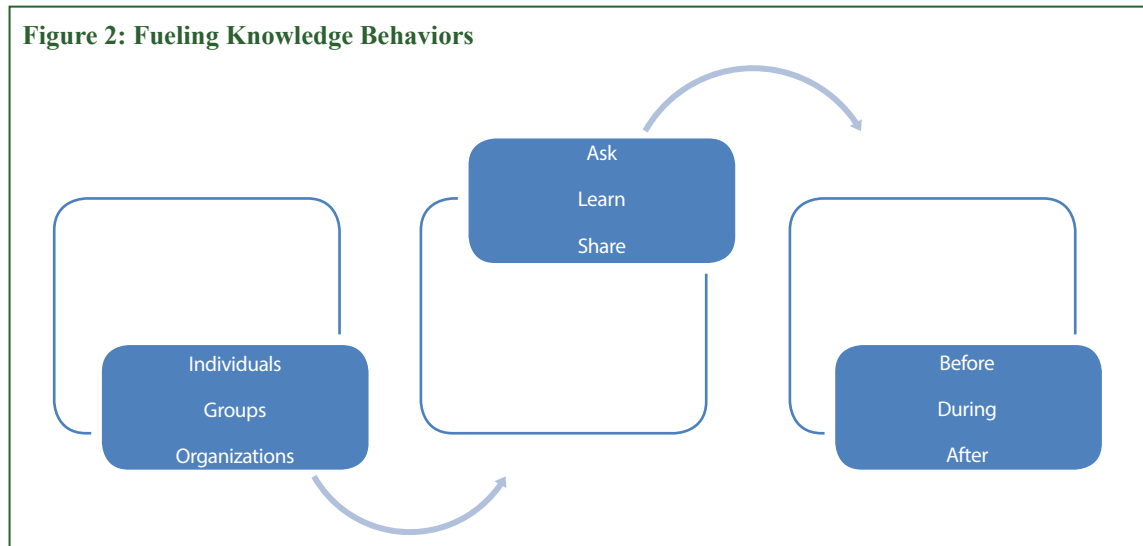 Figure 2: Fueling Knowledge Behaviors
Individuals
Groups
Organizations
Ask
Learn
Share
Before
During
After